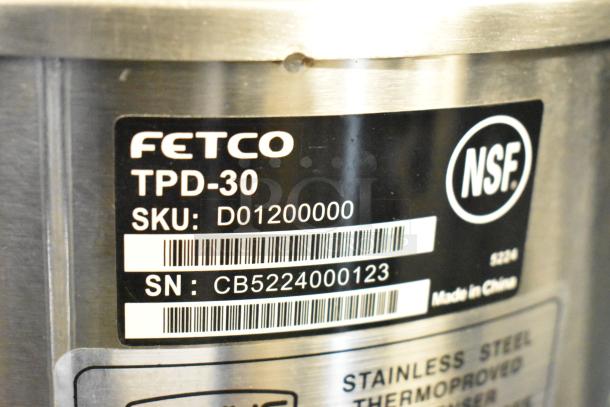 FETCO
TPD-30
SKU: D01200000
SN : CB5224000123
NSF®
5224
Made in China
STAINLESS STEEL
THERMOPROVED